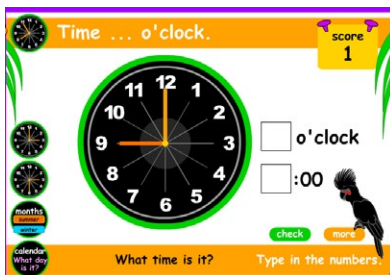 Time ... o'clock.
score
1
12
1
2
3
4
5
6
7
8
9
10
11
o'clock
:00
months
summer
winter
check
more
calendar
What day
is it?
What time is it?
Type in the numbers.